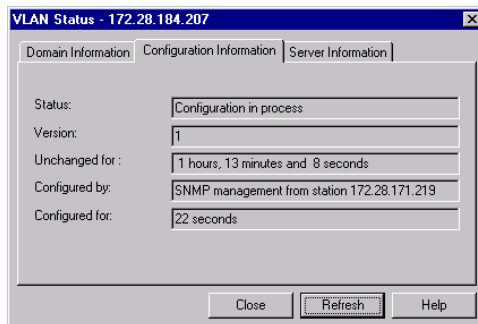 VLAN Status - 172.28.184.207
Domain Information Configuration Information Server Information
Status: Configuration in process
Version: 1
Unchanged for : 1 hours, 13 minutes and 8 seconds
Configured by: SNMP management from station 172.28.171.219
Configured for: 22 seconds
Close Refresh Help